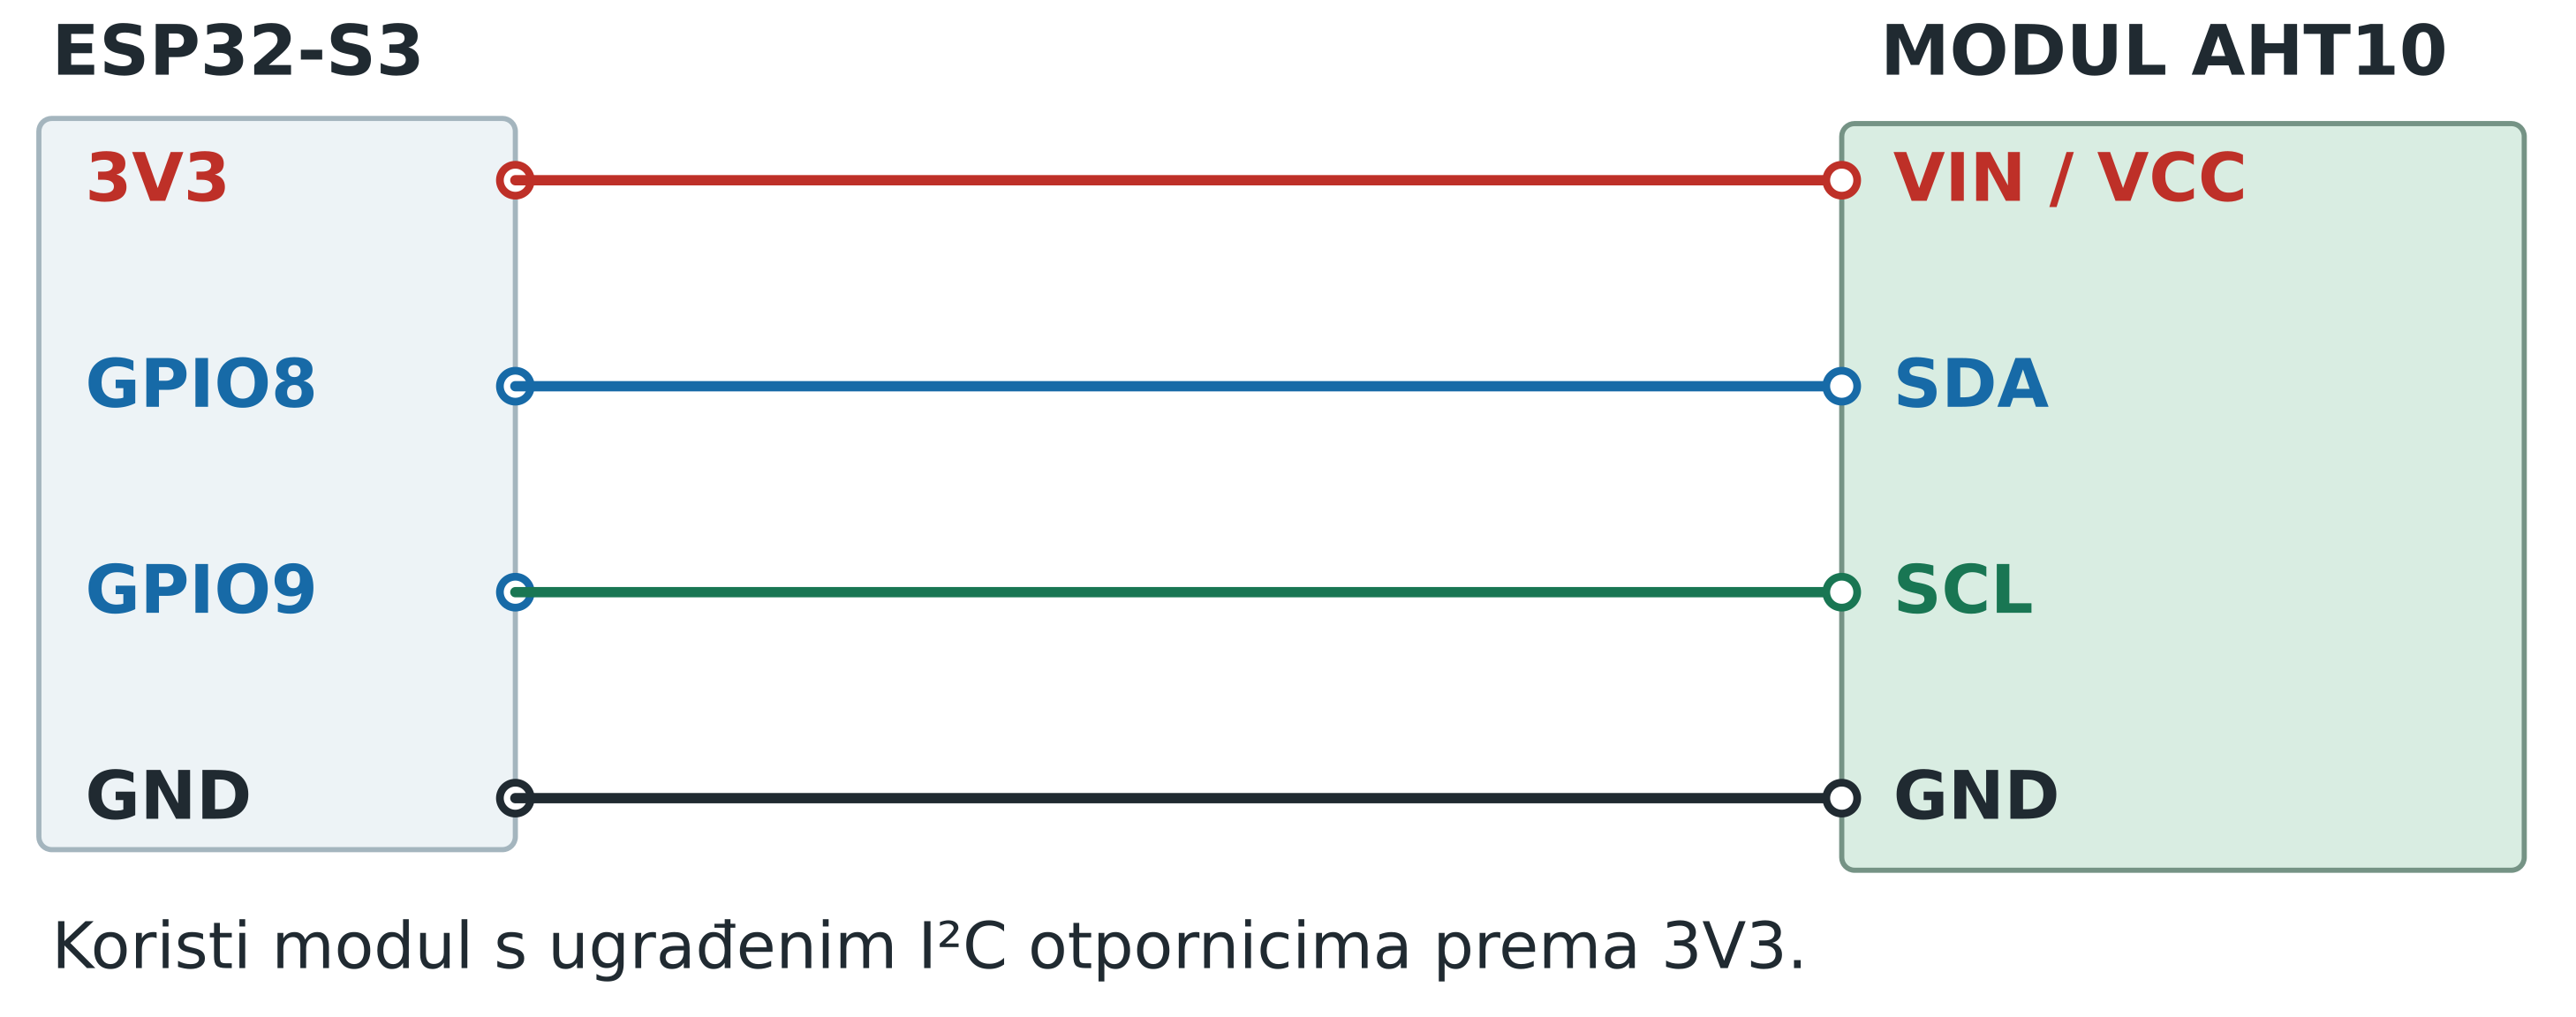 ESP32-S3
MODUL AHT10
3V3
VIN / VCC
GPIO8
SDA
GPIO9
SCL
GND
GND
Koristi modul s ugrađenim I²C otpornicima prema 3V3.